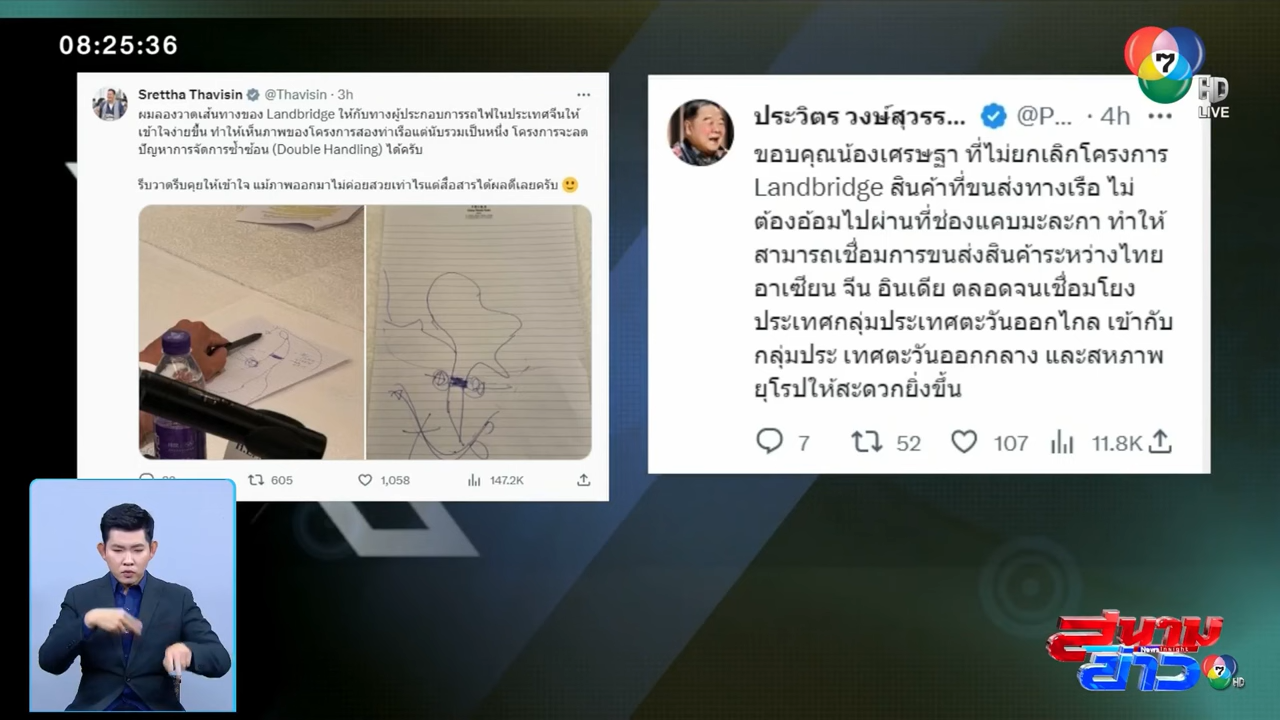 08:25:36
7
HD
LIVE
Srettha Thavisin @Thavisin · 3h
ผมลองวาดเส้นทางของ Landbridge ให้กับทางผู้ประกอบการรถไฟในประเทศจีนให้
เข้าใจง่ายขึ้น ทำให้เห็นภาพของโครงการสองท่าเรือแต่นับรวมเป็นหนึ่ง โครงการจะลด
ปัญหาการจัดการซ้ำซ้อน (Double Handling) ได้ครับ
รีบวาดรีบคุยให้เข้าใจ แม้ภาพออกมาไม่ค่อยสวยเท่าไรแต่สื่อสารได้ผลดีเลยครับ 🙂
605 1,058 147.2K
ประวิตร วงษ์สุวรร... @P... · 4h
ขอบคุณน้องเศรษฐา ที่ไม่ยกเลิกโครงการ
Landbridge สินค้าที่ขนส่งทางเรือ ไม่
ต้องอ้อมไปผ่านที่ช่องแคบมะละกา ทำให้
สามารถเชื่อมการขนส่งสินค้าระหว่างไทย
อาเซียน จีน อินเดีย ตลอดจนเชื่อมโยง
ประเทศกลุ่มประเทศตะวันออกไกล เข้ากับ
กลุ่มประ เทศตะวันออกกลาง และสหภาพ
ยุโรปให้สะดวกยิ่งขึ้น
7 52 107 11.8K
สนาม
News Insight
ข่าว 7 HD